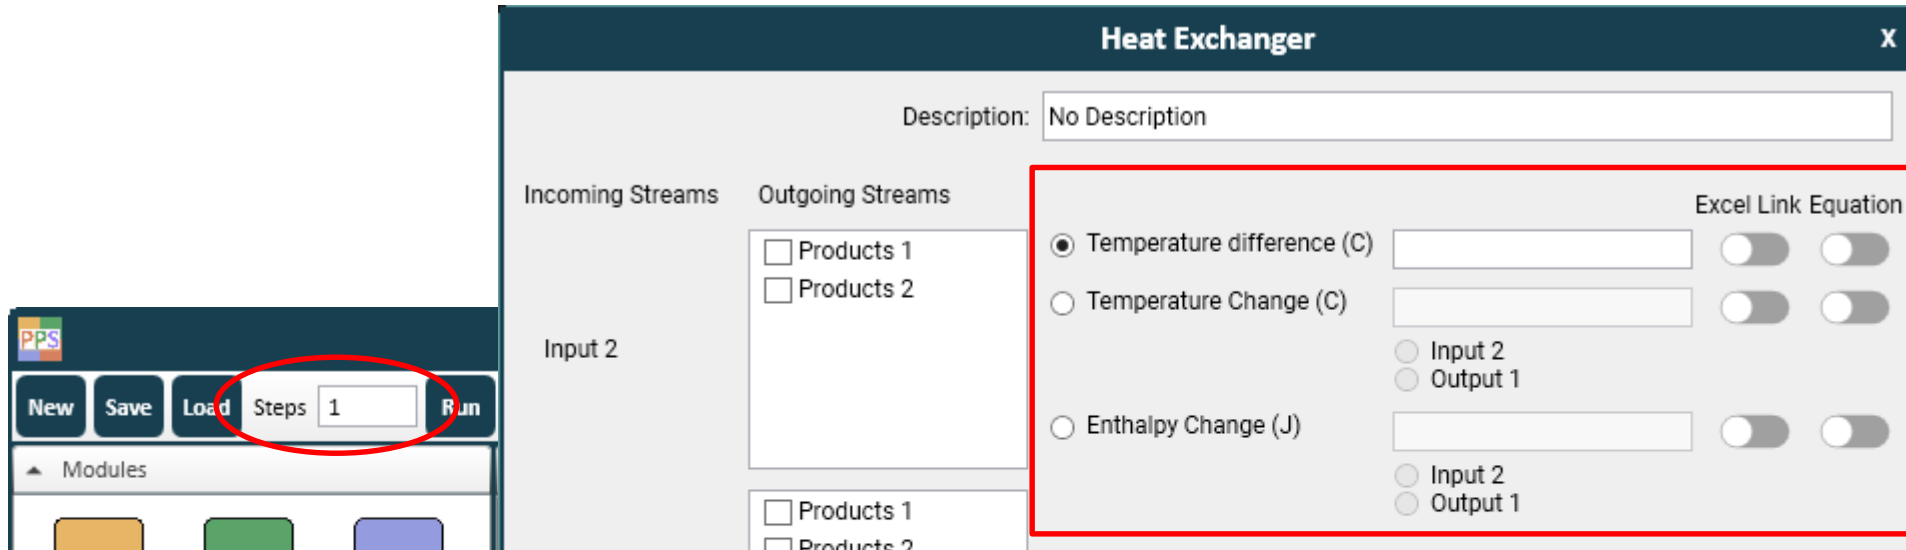 Heat Exchanger X
Description: No Description
Incoming Streams Outgoing Streams
Excel Link Equation
Products 1
Products 2
Temperature difference (C)
Temperature Change (C)
Input 2
Input 2
Output 1
Enthalpy Change (J)
Input 2
Output 1
Products 1
Products 2
PPS
New Save Load Steps 1 Run
Modules